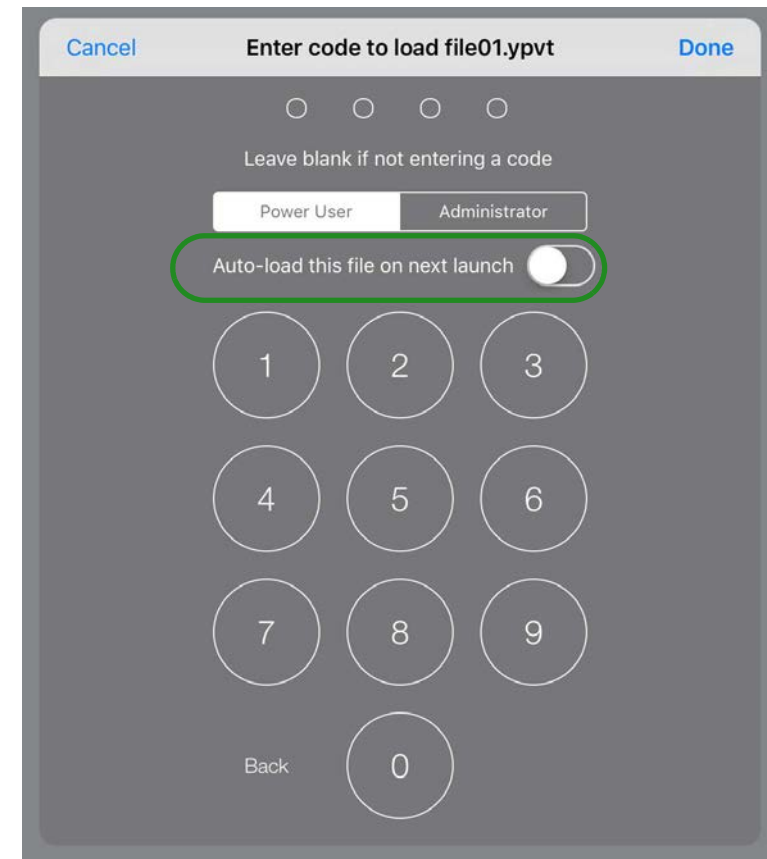 Cancel Enter code to load file01.ypvt Done
Leave blank if not entering a code
Power User Administrator
Auto-load this file on next launch
1 2 3
4 5 6
7 8 9
Back 0